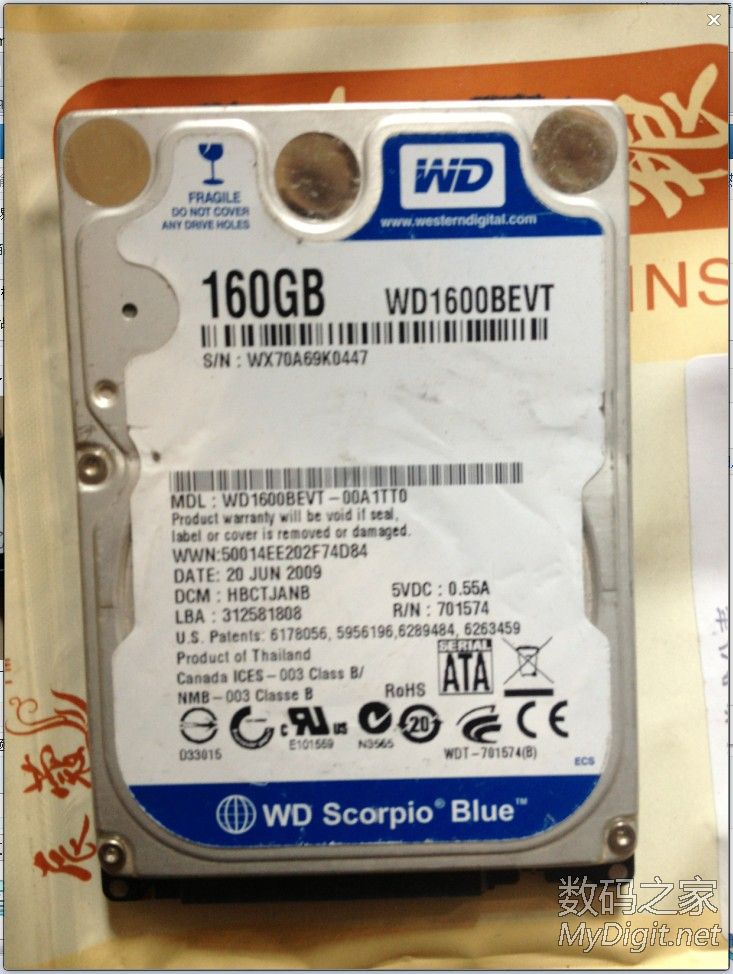 FRAGILE
DO NOT COVER
ANY DRIVE HOLES
WD
www.westerndigital.com
160GB WD1600BEVT
S/N : WX70A69K0447
MDL : WD1600BEVT-00A1TT0
Product warranty will be void if seal,
label or cover is removed or damaged.
WWN:50014EE202F74D84
DATE: 20 JUN 2009
DCM : HBCTJANB 5VDC : 0.55A
LBA : 312581808 R/N : 701574
U.S. Patents: 6178056, 5956196,6289484, 6263459
Product of Thailand
Canada ICES-003 Class B/
NMB-003 Classe B
RoHS
SERIAL
ATA
c RU us
20
CE
D33015 E101559 N3565 WDT-701574(B)
ECS
WD Scorpio® Blue™
INS
数码之家
MyDigit.net